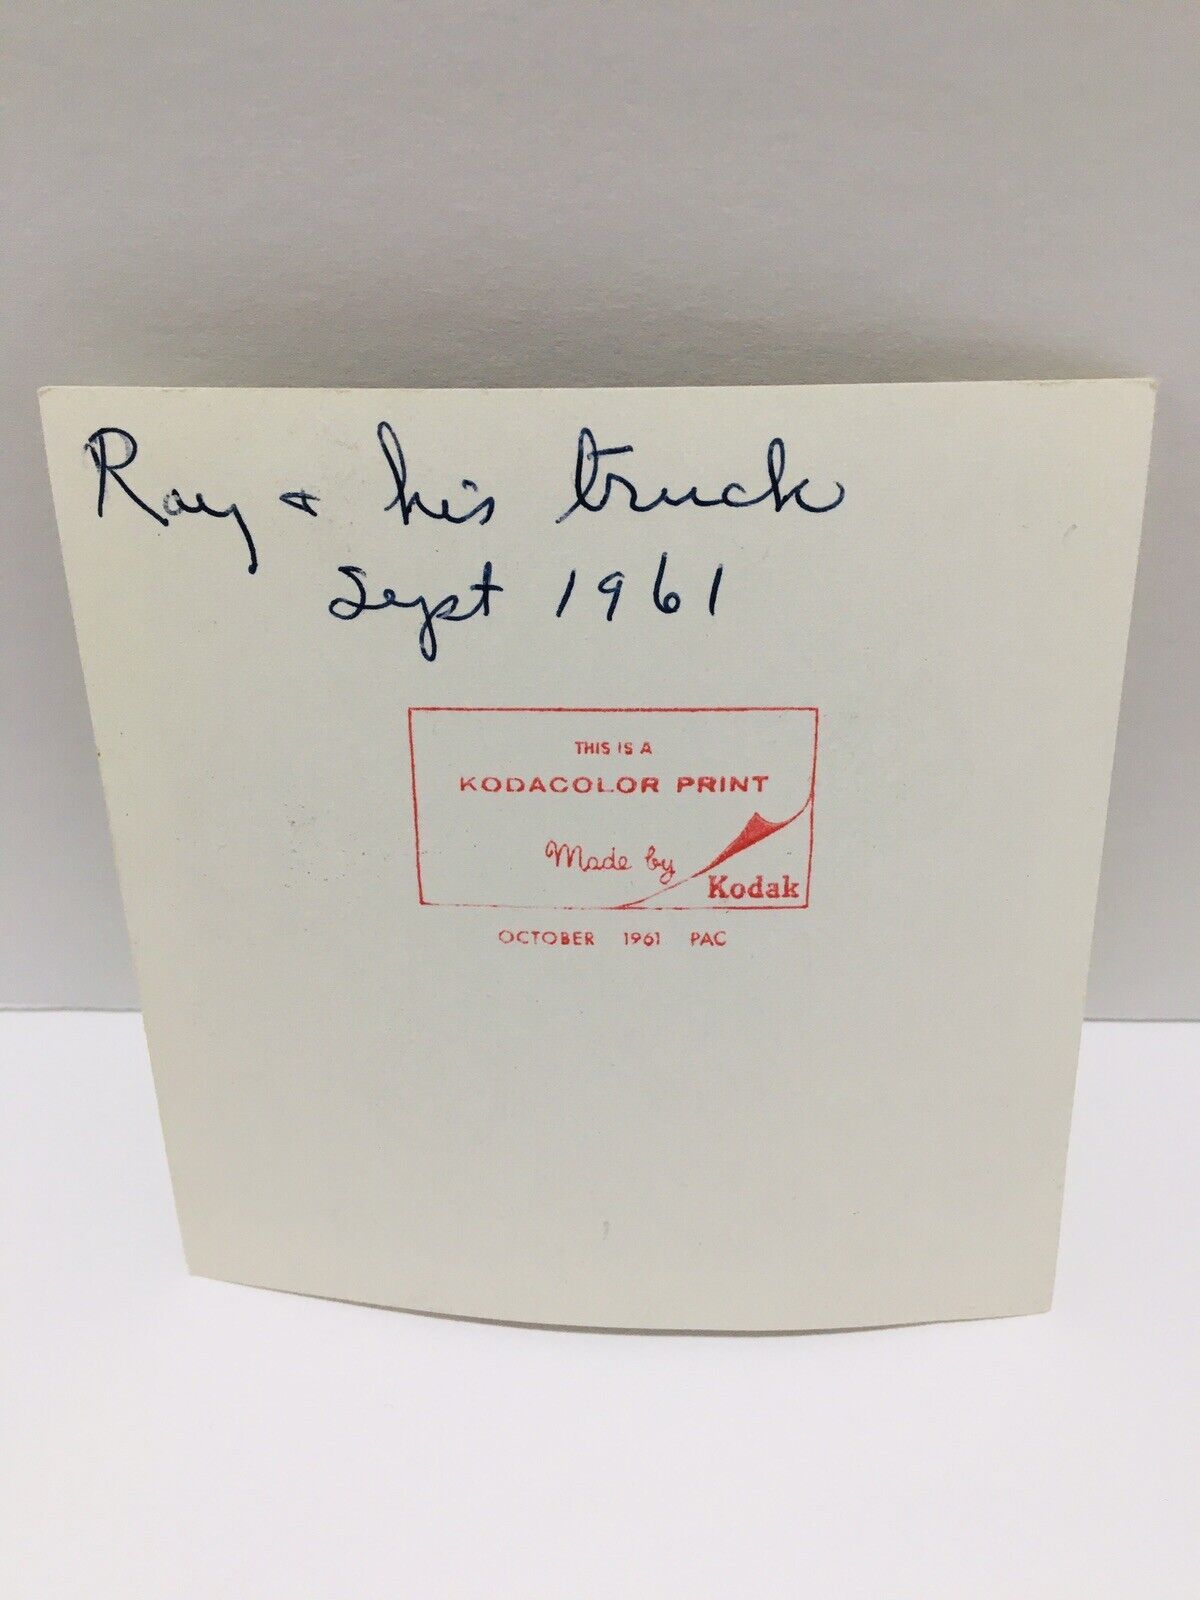 Ray + his truck
Sept 1961
THIS IS A
KODACOLOR PRINT
Made by
Kodak
OCTOBER 1961 PAC